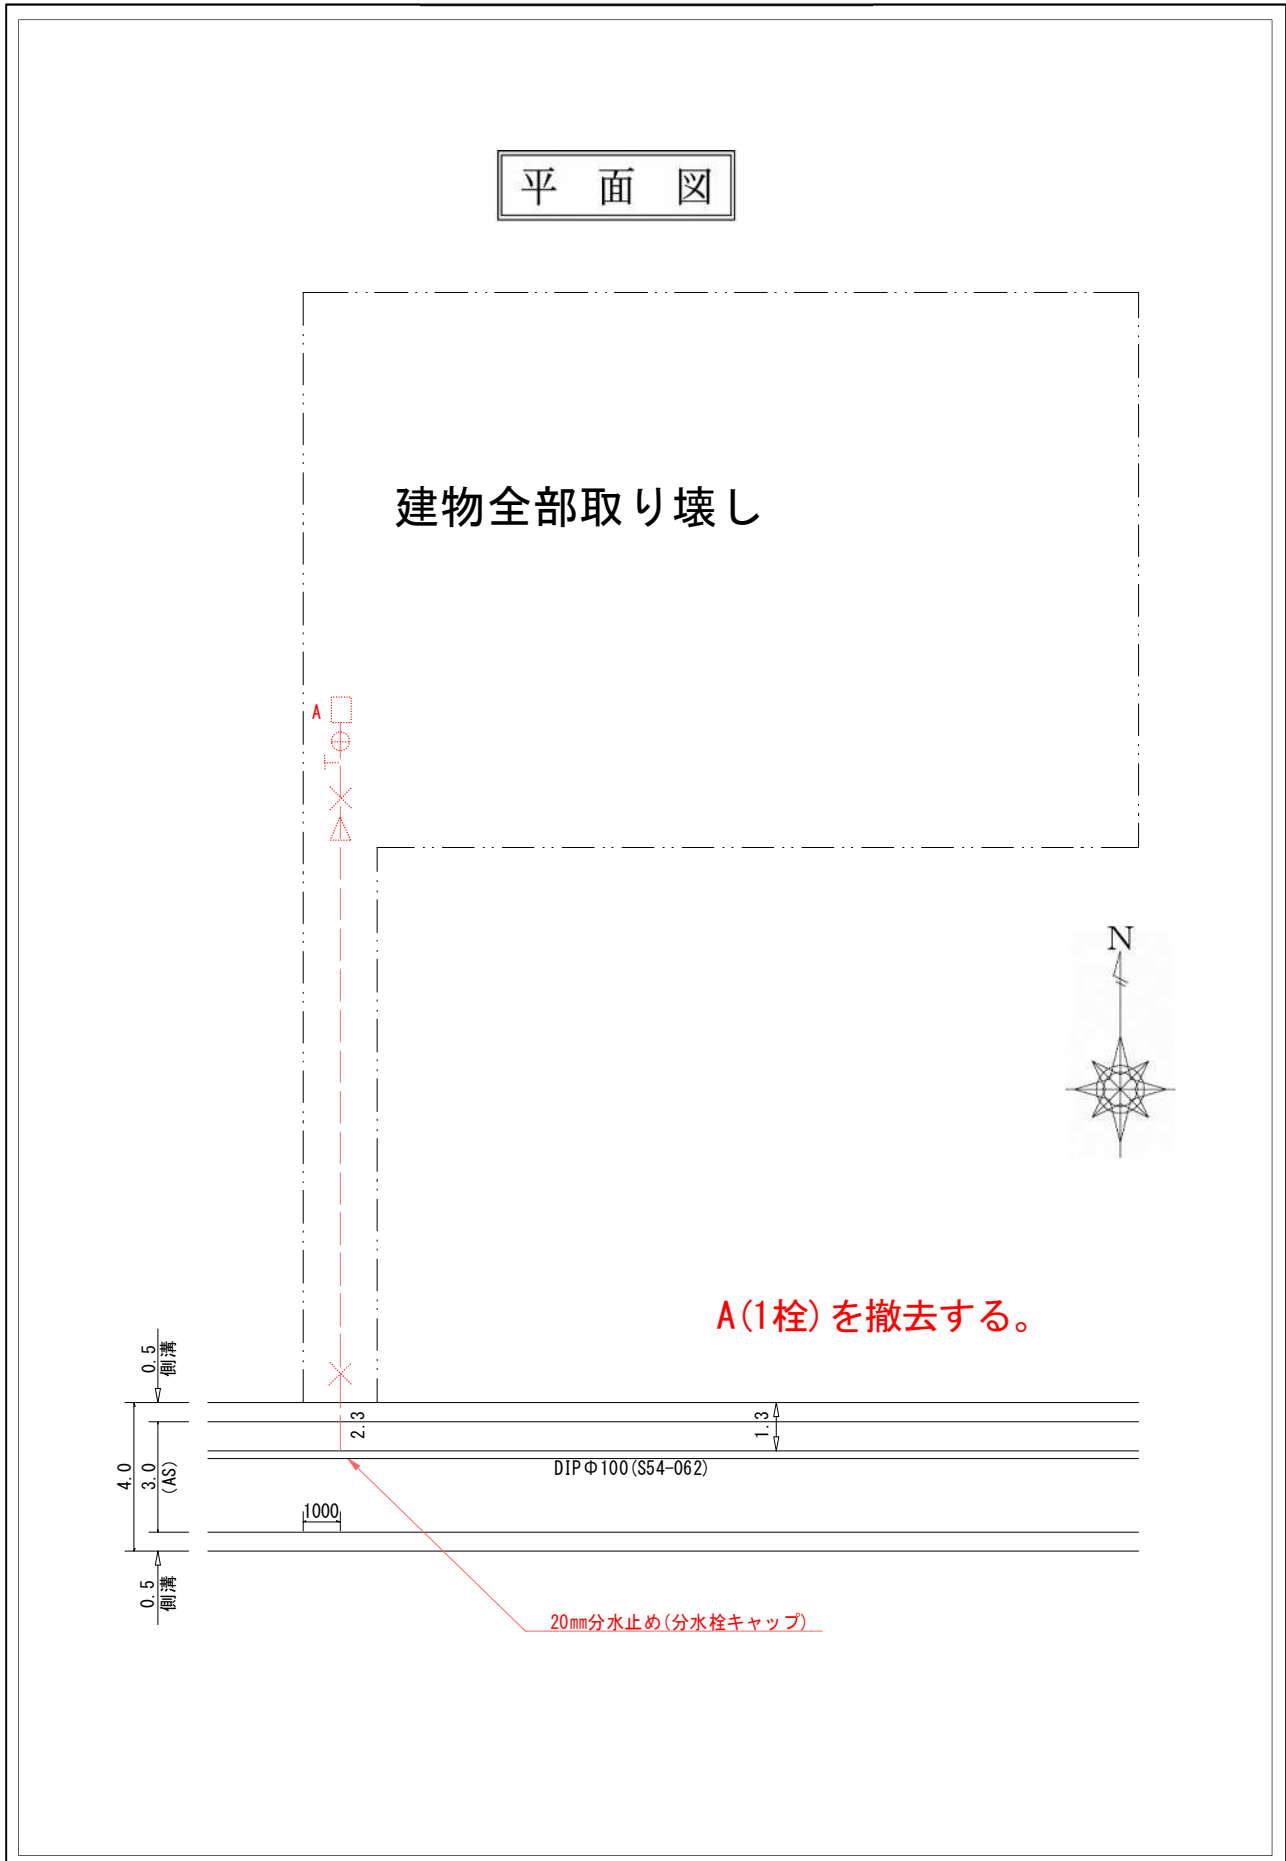 平面図
建物全部取り壊し
A
N
A(1栓)を撤去する。
0.5
側溝
2.3
1.3
4.0
3.0
(AS)
DIPΦ100(S54-062)
1000
0.5
側溝
20㎜分水止め(分水栓キャップ)